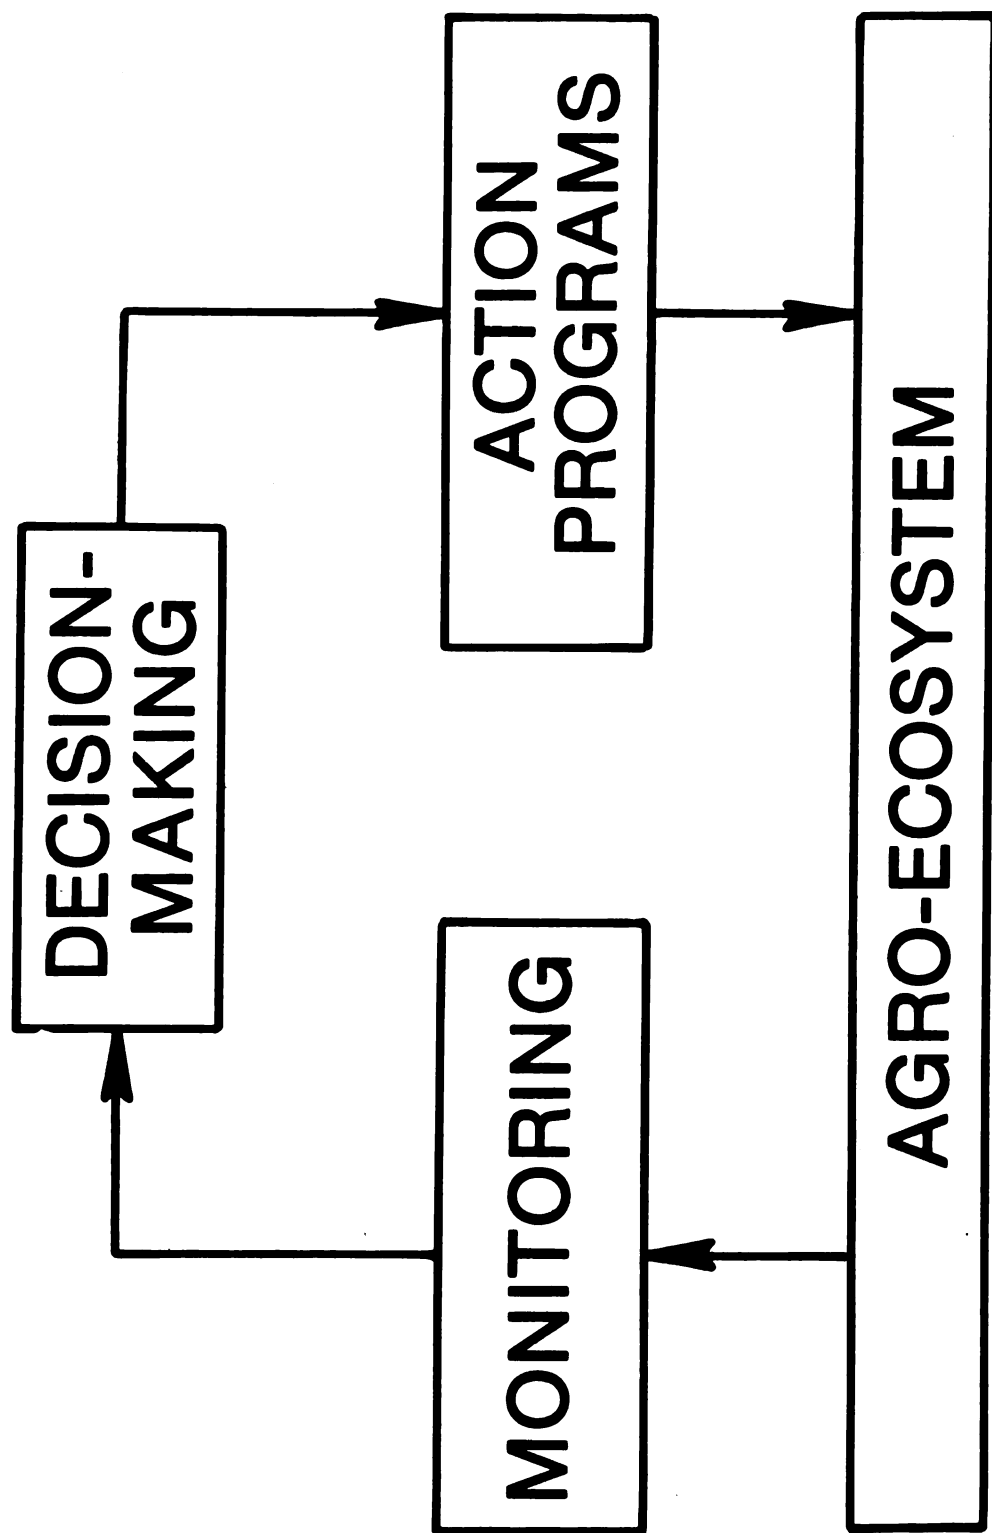 DECISION-
MAKING
MONITORING
ACTION
PROGRAMS
AGRO-ECOSYSTEM